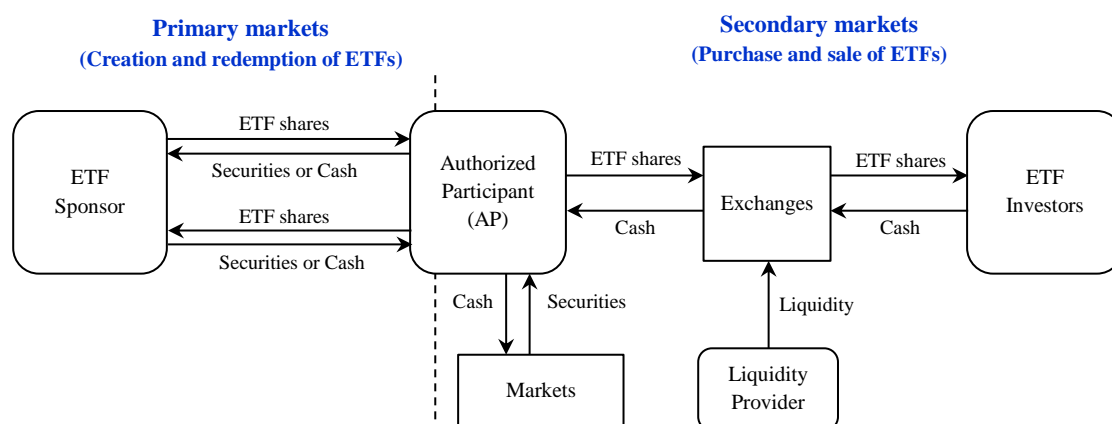 Primary markets
(Creation and redemption of ETFs)
Secondary markets
(Purchase and sale of ETFs)
ETF
Sponsor
ETF shares
Securities or Cash
ETF shares
Securities or Cash
Authorized
Participant
(AP)
ETF shares
Cash
Exchanges
ETF shares
Cash
ETF
Investors
Cash
Securities
Markets
Liquidity
Liquidity
Provider